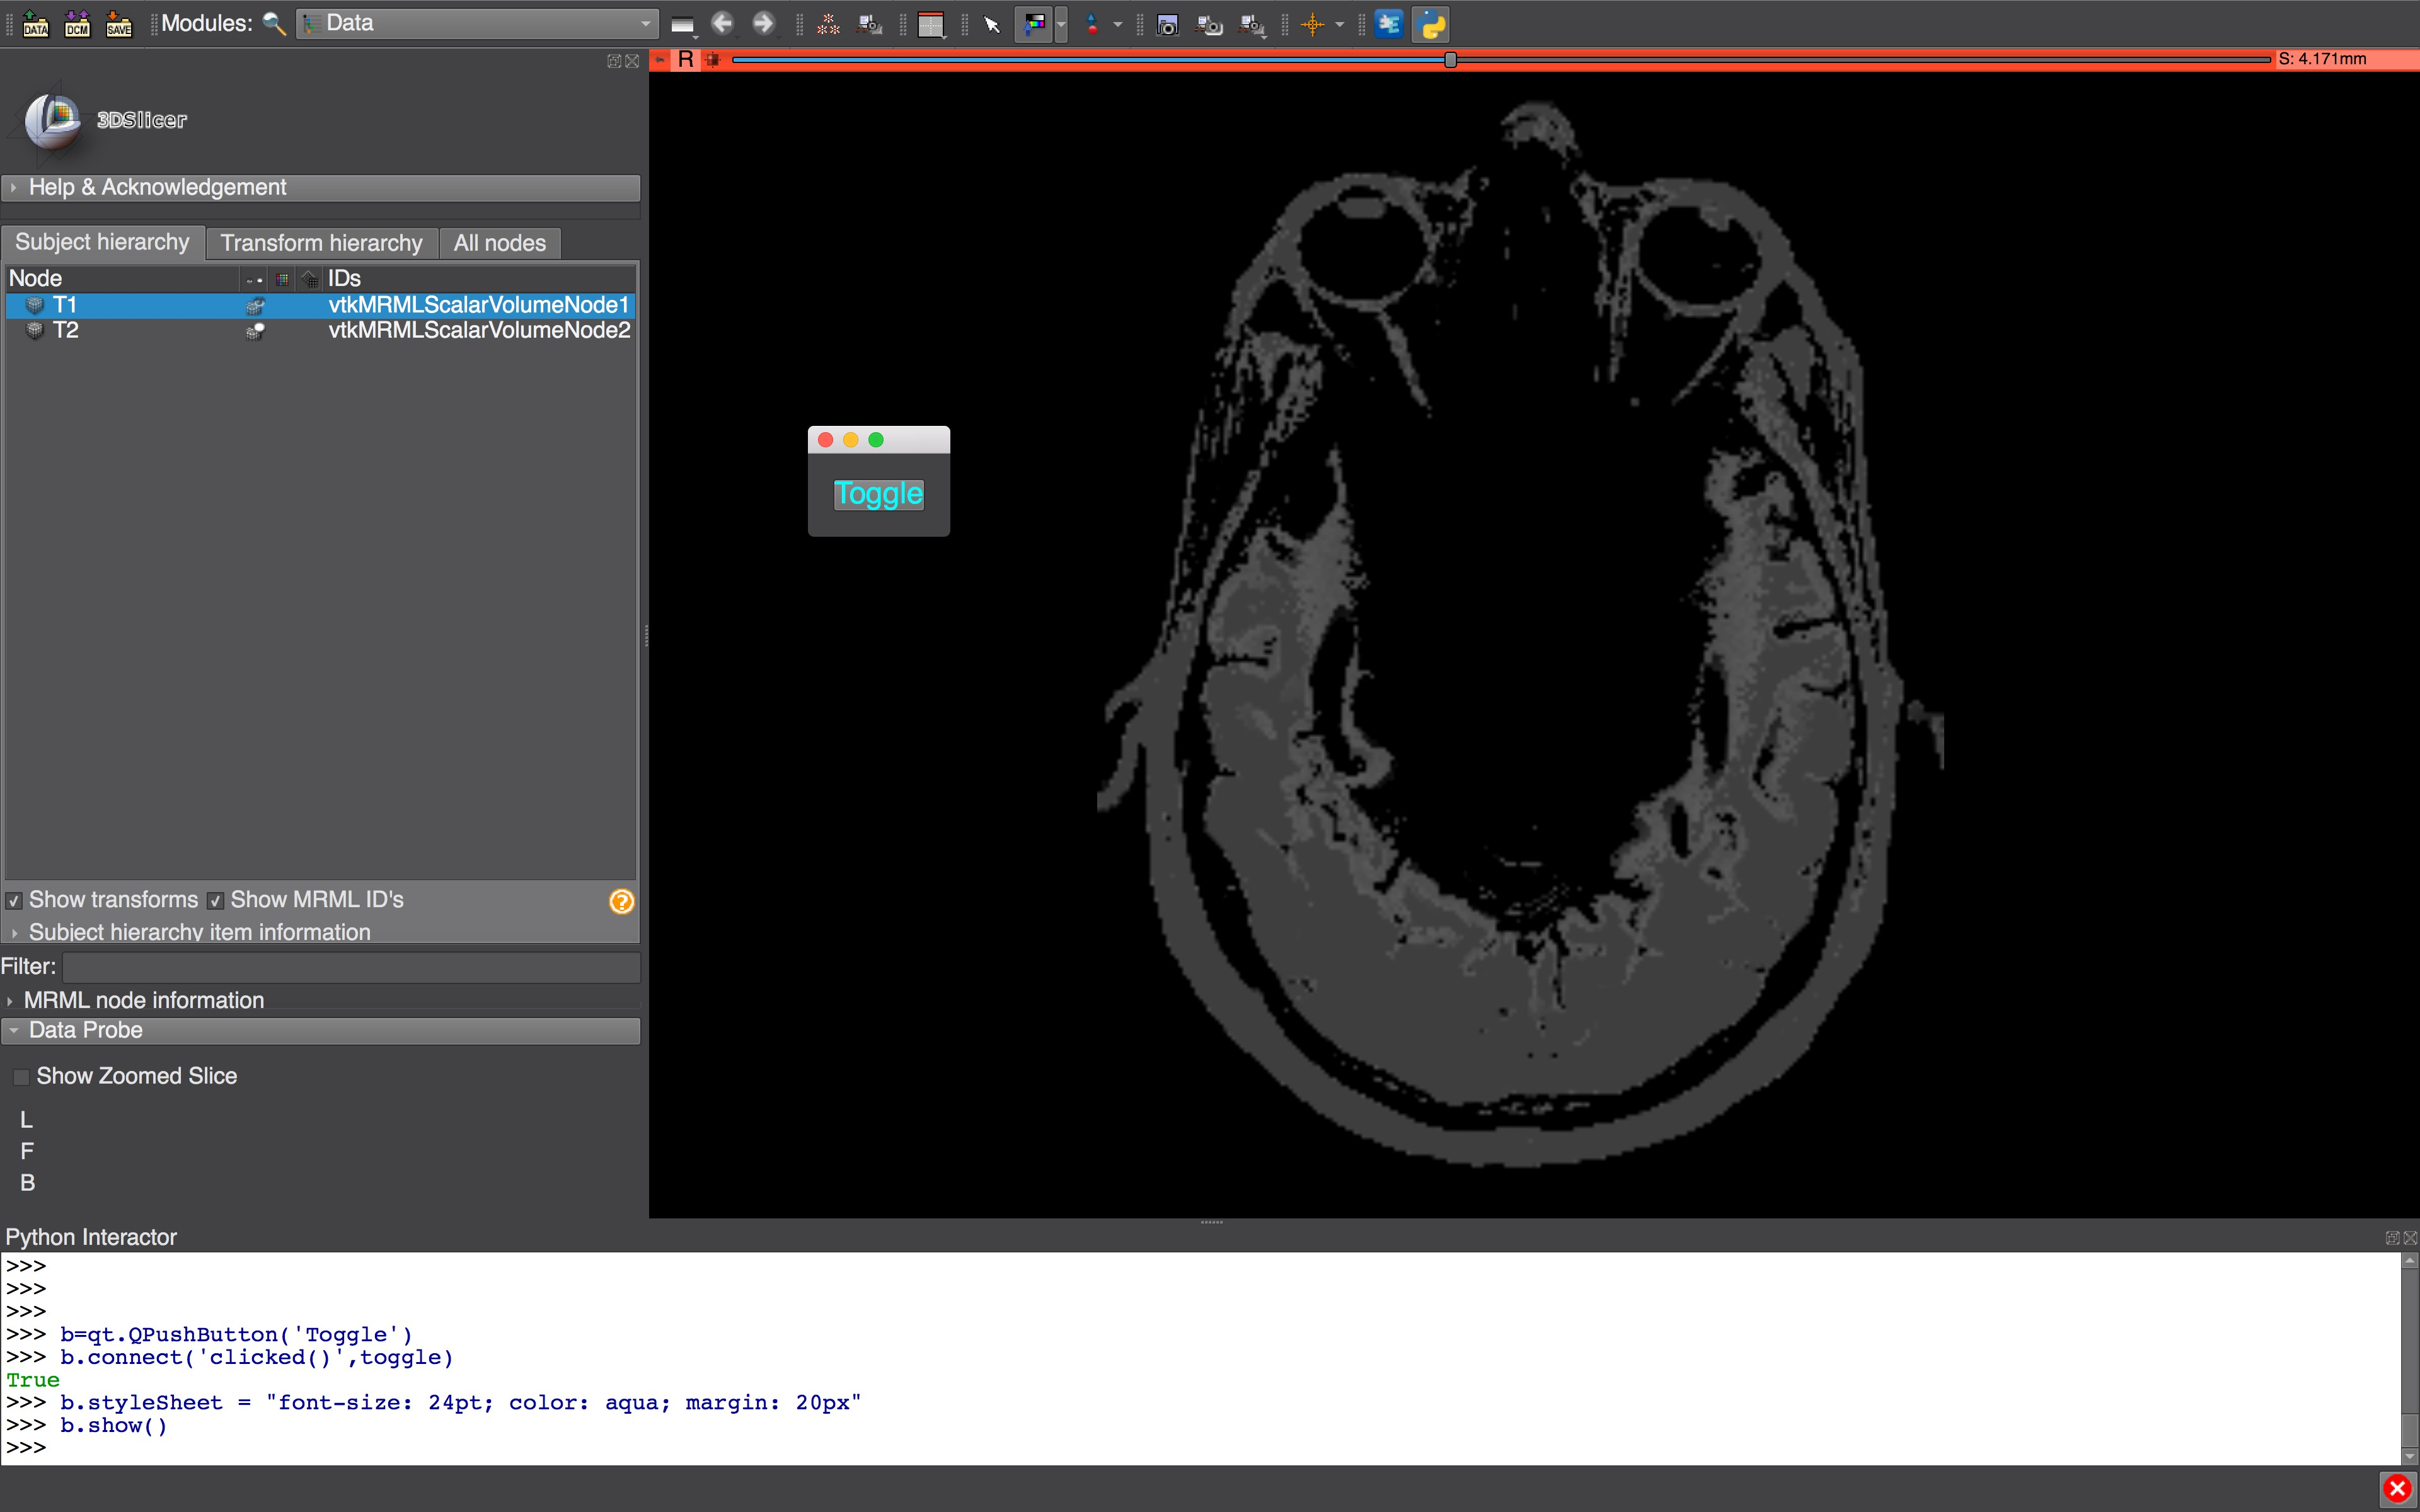 DATA DCM SAVE Modules: Data
R S: 4.171mm
3DSlicer
Help & Acknowledgement
Subject hierarchy Transform hierarchy All nodes
Node IDs
T1 vtkMRMLScalarVolumeNode1
T2 vtkMRMLScalarVolumeNode2
Toggle
Show transforms Show MRML ID's
Subject hierarchy item information
Filter:
MRML node information
Data Probe
Show Zoomed Slice
L
F
B
Python Interactor
>>>
>>>
>>>
>>> b=qt.QPushButton('Toggle')
>>> b.connect('clicked()',toggle)
True
>>> b.styleSheet = "font-size: 24pt; color: aqua; margin: 20px"
>>> b.show()
>>>